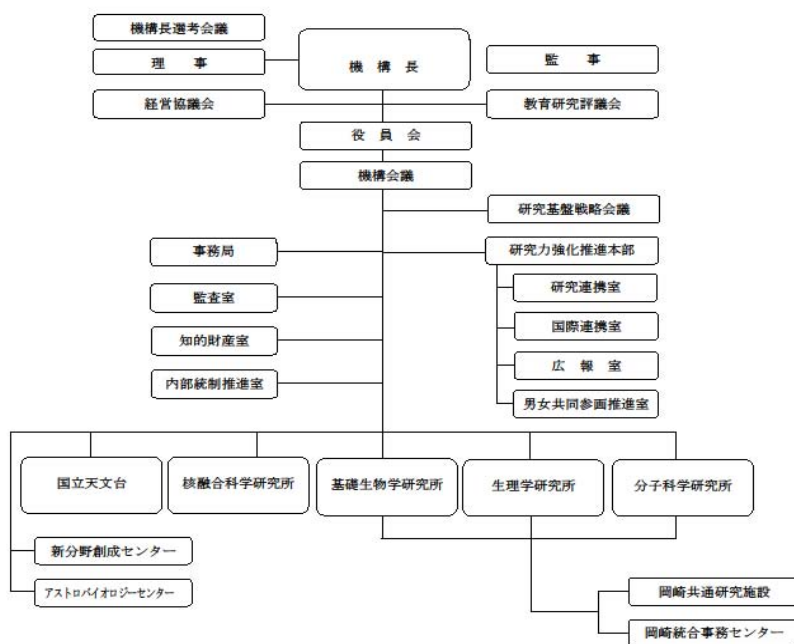 機構長選考会議
理　事
機　構　長
監　事
経営協議会
教育研究評議会
役　員　会
機構会議
研究基盤戦略会議
事務局
研究力強化推進本部
監査室
研究連携室
知的財産室
国際連携室
内部統制推進室
広　報　室
男女共同参画推進室
国立天文台
核融合科学研究所
基礎生物学研究所
生理学研究所
分子科学研究所
新分野創成センター
アストロバイオロジーセンター
岡崎共通研究施設
岡崎統合事務センター